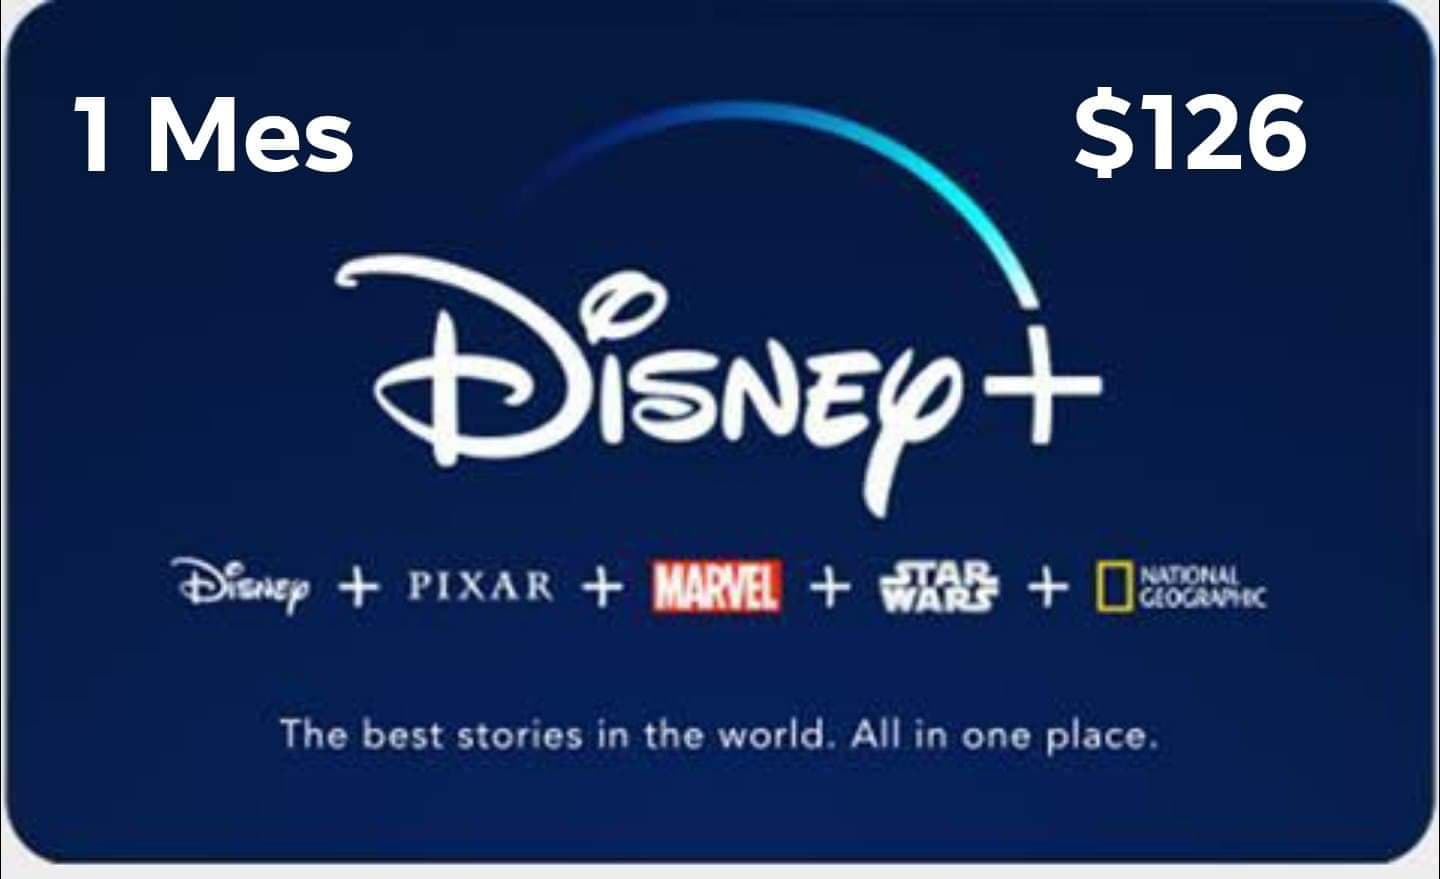 1 Mes $126
Disney+
Disney + PIXAR + MARVEL + STAR WARS + NATIONAL GEOGRAPHIC
The best stories in the world. All in one place.